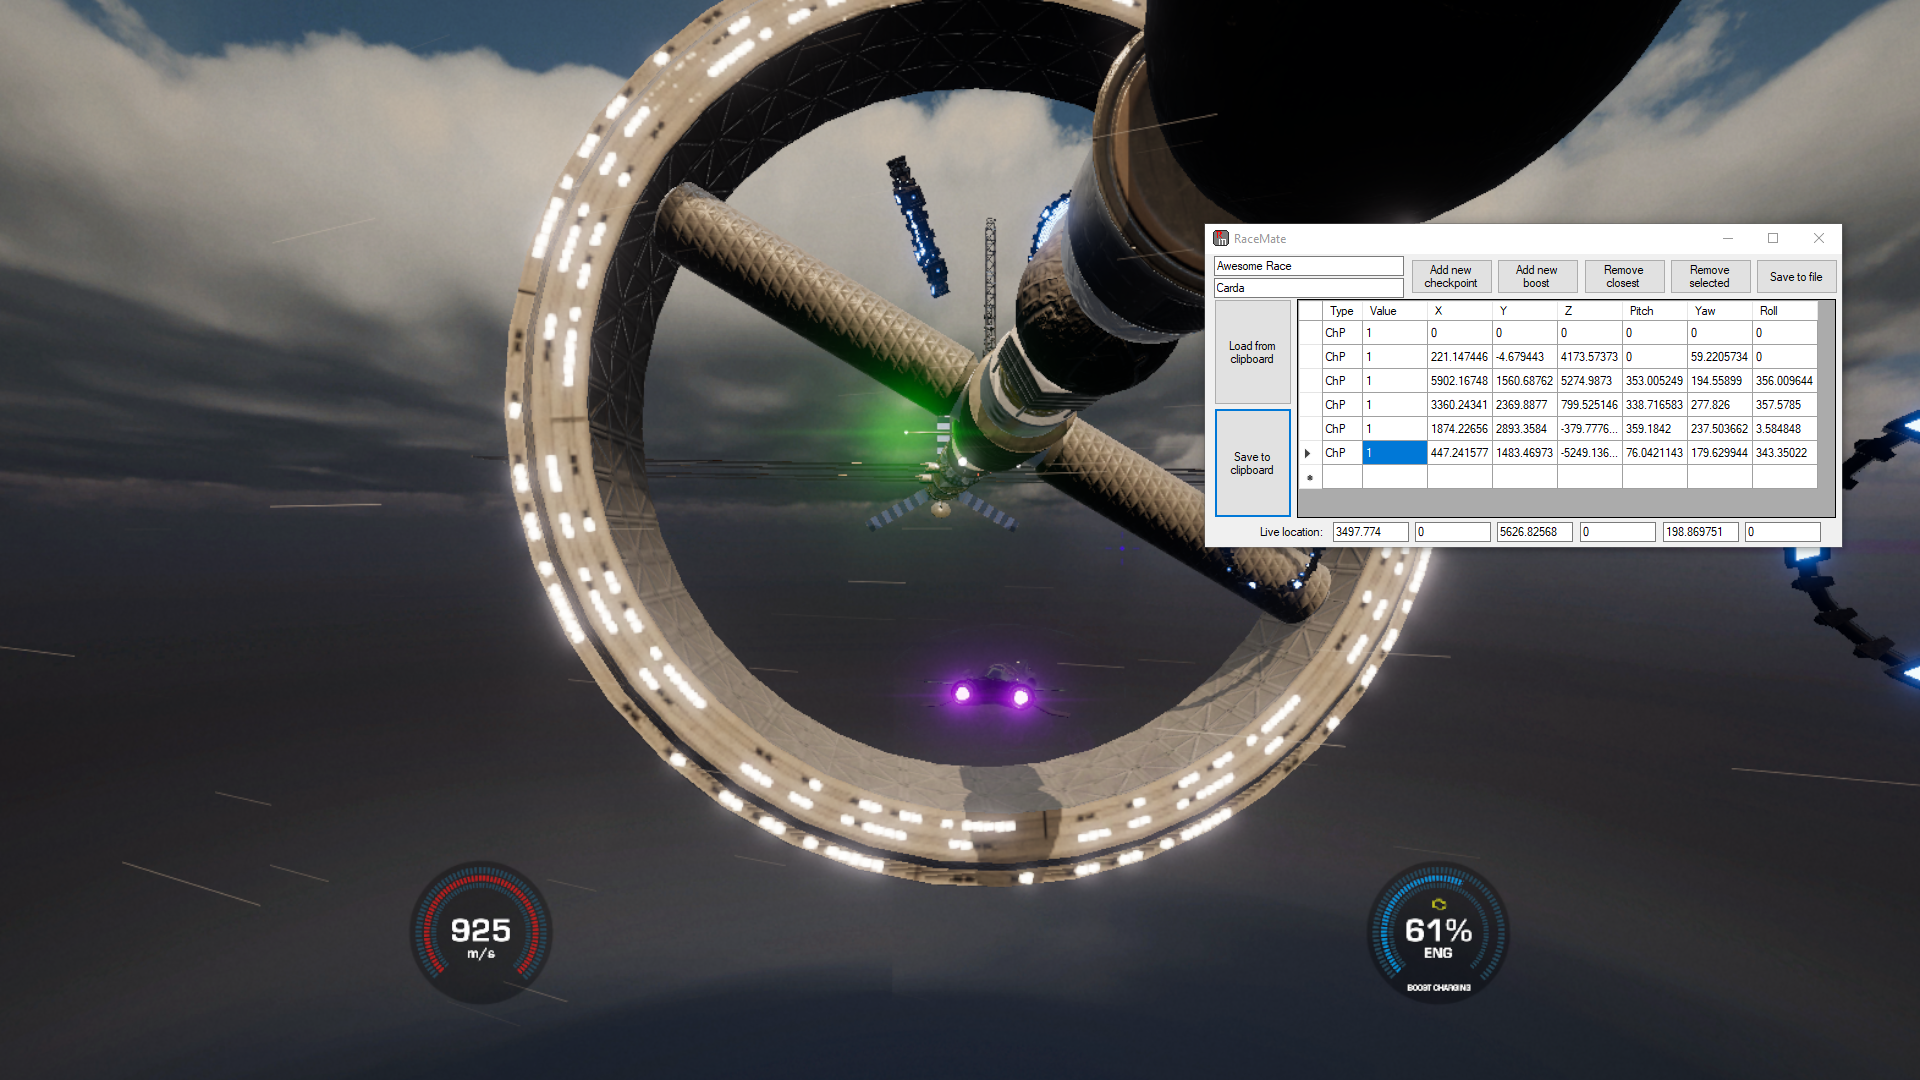 RaceMate
Awesome Race
Carda
Add new checkpoint
Add new boost
Remove closest
Remove selected
Save to file
Load from clipboard
Save to clipboard
Type Value X Y Z Pitch Yaw Roll
ChP 1 0 0 0 0 0 0
ChP 1 221.147446 -4.679443 4173.57373 0 59.2205734 0
ChP 1 5902.16748 1560.68762 5274.9873 353.005249 194.55899 356.009644
ChP 1 3360.24341 2369.8877 799.525146 338.716583 277.826 357.5785
ChP 1 1874.22656 2893.3584 -379.7776... 359.1842 237.503662 3.584848
ChP 1 447.241577 1483.46973 -5249.136... 76.0421143 179.629944 343.35022
Live location: 3497.774 0 5626.82568 0 198.869751 0
925
m/s
61%
ENG
BOOST CHARGING